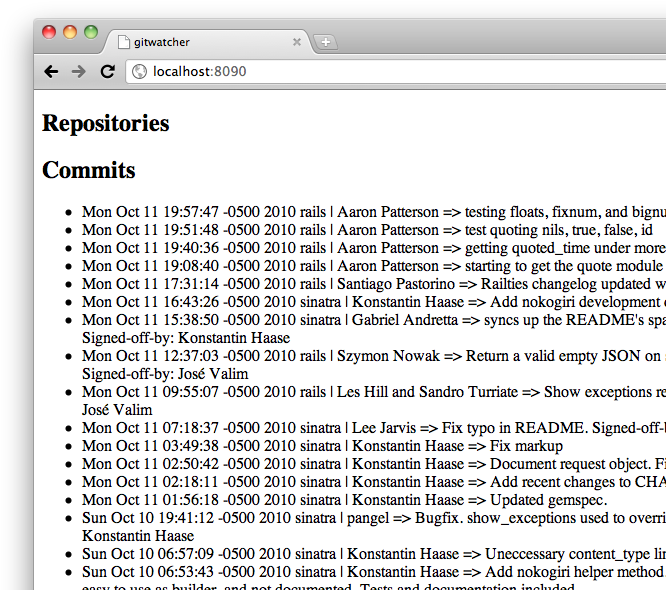 gitwatcher
localhost:8090
Repositories
Commits
Mon Oct 11 19:57:47 -0500 2010 rails | Aaron Patterson => testing floats, fixnum, and bignu
Mon Oct 11 19:51:48 -0500 2010 rails | Aaron Patterson => test quoting nils, true, false, id
Mon Oct 11 19:40:36 -0500 2010 rails | Aaron Patterson => getting quoted_time under more
Mon Oct 11 19:08:40 -0500 2010 rails | Aaron Patterson => starting to get the quote module
Mon Oct 11 17:31:14 -0500 2010 rails | Santiago Pastorino => Railties changelog updated w
Mon Oct 11 16:43:26 -0500 2010 sinatra | Konstantin Haase => Add nokogiri development
Mon Oct 11 15:38:50 -0500 2010 sinatra | Gabriel Andretta => syncs up the README's spa
Signed-off-by: Konstantin Haase
Mon Oct 11 12:37:03 -0500 2010 rails | Szymon Nowak => Return a valid empty JSON on
Signed-off-by: José Valim
Mon Oct 11 09:55:07 -0500 2010 rails | Les Hill and Sandro Turriate => Show exceptions re
José Valim
Mon Oct 11 07:18:37 -0500 2010 sinatra | Lee Jarvis => Fix typo in README. Signed-off-b
Mon Oct 11 03:49:38 -0500 2010 sinatra | Konstantin Haase => Fix markup
Mon Oct 11 02:50:42 -0500 2010 sinatra | Konstantin Haase => Document request object. Fi
Mon Oct 11 02:18:11 -0500 2010 sinatra | Konstantin Haase => Add recent changes to CHA
Mon Oct 11 01:56:18 -0500 2010 sinatra | Konstantin Haase => Updated gemspec.
Sun Oct 10 19:41:12 -0500 2010 sinatra | pangel => Bugfix. show_exceptions used to overri
Konstantin Haase
Sun Oct 10 06:57:09 -0500 2010 sinatra | Konstantin Haase => Uneccessary content_type lin
Sun Oct 10 06:53:43 -0500 2010 sinatra | Konstantin Haase => Add nokogiri helper method
easy to use as builder, and not documented. Tests and documentation included